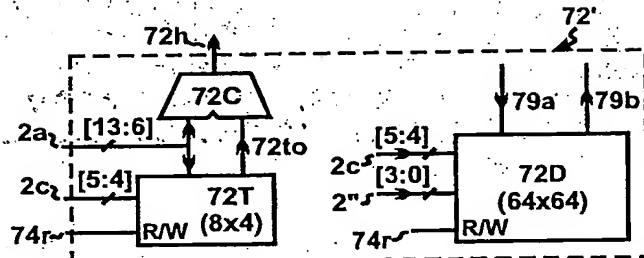 72h
72'
72C
79a
79b
2a
[13:6]
72to
2c
[5:4]
72T
(8x4)
74r
R/W
[5:4]
2c
[3:0]
2"
72D
(64x64)
74r
R/W